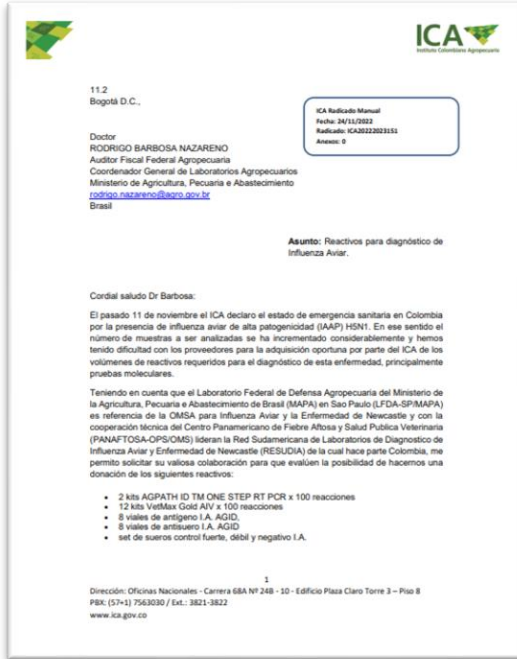 ICA
Instituto Colombiano Agropecuario
11.2
Bogotá D.C.,
ICA Radicado Manual
Fecha: 24/11/2022
Radicado: ICA20222023151
Anexos: 0
Doctor
RODRIGO BARBOSA NAZARENO
Auditor Fiscal Federal Agropecuaria
Coordenador General de Laboratorios Agropecuarios
Ministerio de Agricultura, Pecuaria e Abastecimiento
rodrigo.nazareno@agro.gov.br
Brasil
Asunto: Reactivos para diagnóstico de
Influenza Aviar.
Cordial saludo Dr Barbosa:
El pasado 11 de noviembre el ICA declaro el estado de emergencia sanitaria en Colombia
por la presencia de influenza aviar de alta patogenicidad (IAAP) H5N1. En ese sentido el
número de muestras a ser analizadas se ha incrementado considerablemente y hemos
tenido dificultad con los proveedores para la adquisición oportuna por parte del ICA de los
volúmenes de reactivos requeridos para el diagnóstico de esta enfermedad, principalmente
pruebas moleculares.
Teniendo en cuenta que el Laboratorio Federal de Defensa Agropecuaria del Ministerio de
la Agricultura, Pecuaria e Abastecimiento de Brasil (MAPA) en Sao Paulo (LFDA-SP/MAPA)
es referencia de la OMSA para Influenza Aviar y la Enfermedad de Newcastle y con la
cooperación técnica del Centro Panamericano de Fiebre Aftosa y Salud Publica Veterinaria
(PANAFTOSA-OPS/OMS) lideran la Red Sudamericana de Laboratorios de Diagnostico de
Influenza Aviar y Enfermedad de Newcastle (RESUDIA) de la cual hace parte Colombia, me
permito solicitar su valiosa colaboración para que evalúen la posibilidad de hacernos una
donación de los siguientes reactivos:
• 2 kits AGPATH ID TM ONE STEP RT PCR x 100 reacciones
• 12 kits VetMax Gold AIV x 100 reacciones
• 8 viales de antígeno I.A. AGID,
• 8 viales de antisuero I.A. AGID
• set de sueros control fuerte, débil y negativo I.A.
1
Dirección: Oficinas Nacionales - Carrera 68A Nº 24B - 10 - Edificio Plaza Claro Torre 3 – Piso 8
PBX: (57+1) 7563030 / Ext.: 3821-3822
www.ica.gov.co